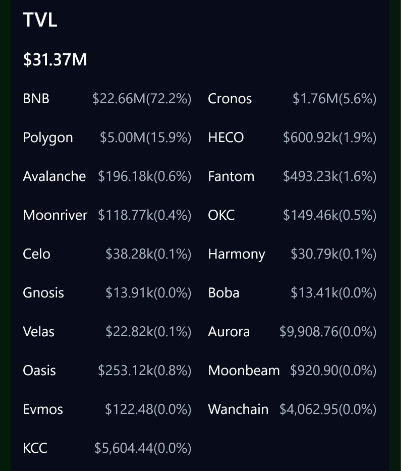 TVL
$31.37M
BNB $22.66M(72.2%) Cronos $1.76M(5.6%)
Polygon $5.00M(15.9%) HECO $600.92k(1.9%)
Avalanche $196.18k(0.6%) Fantom $493.23k(1.6%)
Moonriver $118.77k(0.4%) OKC $149.46k(0.5%)
Celo $38.28k(0.1%) Harmony $30.79k(0.1%)
Gnosis $13.91k(0.0%) Boba $13.41k(0.0%)
Velas $22.82k(0.1%) Aurora $9,908.76(0.0%)
Oasis $253.12k(0.8%) Moonbeam $920.90(0.0%)
Evmos $122.48(0.0%) Wanchain $4,062.95(0.0%)
KCC $5,604.44(0.0%)